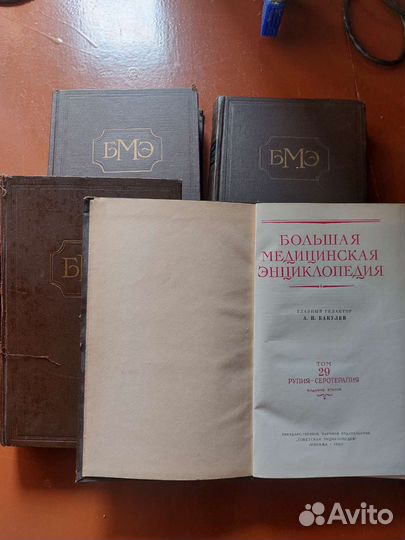 БМЭ
БМЭ
Б
БОЛЬШАЯ
МЕДИЦИНСКАЯ
ЭНЦИКЛОПЕДИЯ
ГЛАВНЫЙ РЕДАКТОР
А. Н. БАКУЛЕВ
ТОМ
29
РУПИЯ—СЕРОТЕРАПИЯ
ИЗДАНИЕ ВТОРОЕ
ГОСУДАРСТВЕННОЕ НАУЧНОЕ ИЗДАТЕЛЬСТВО
"СОВЕТСКАЯ ЭНЦИКЛОПЕДИЯ"
МОСКВА
Avito